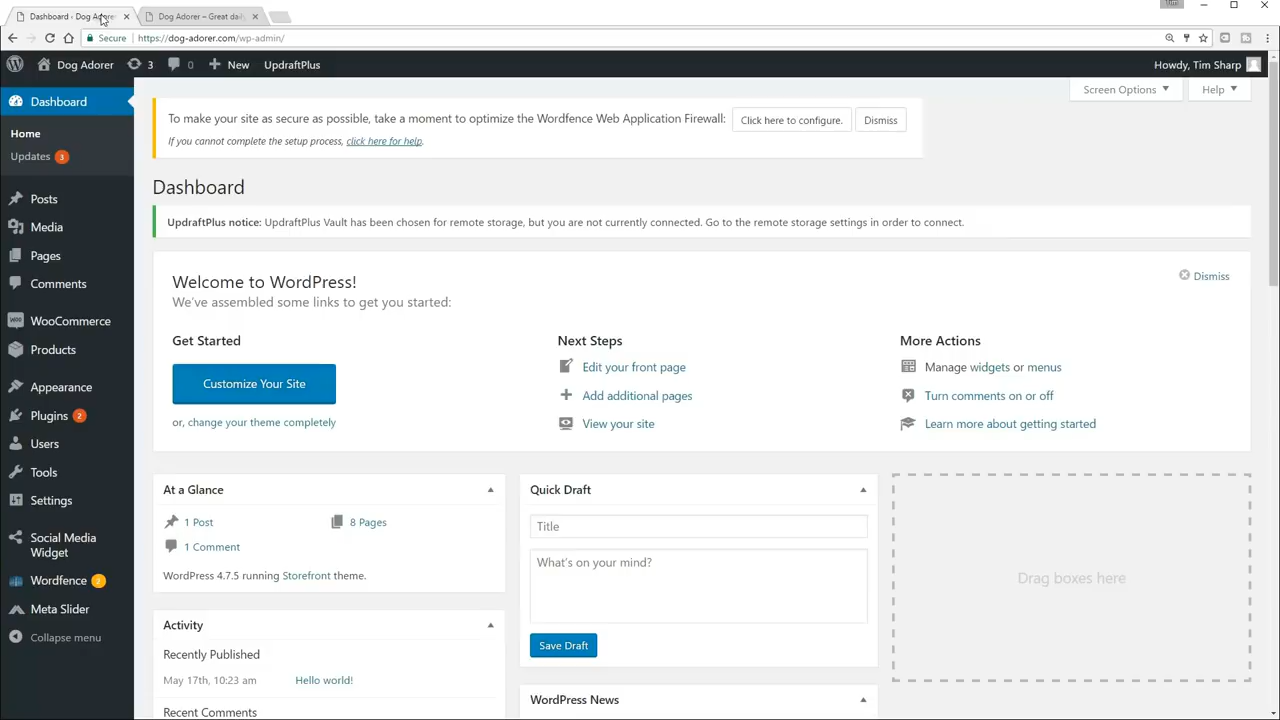 Dashboard ‹ Dog Adorer
Dog Adorer – Great dail
Tim
Secure
https://dog-adorer.com/wp-admin/
Dog Adorer
3
0
New
UpdraftPlus
Howdy, Tim Sharp
Dashboard
Home
Updates 3
Posts
Media
Pages
Comments
WooCommerce
Products
Appearance
Plugins 2
Users
Tools
Settings
Social Media
Widget
Wordfence 2
Meta Slider
Collapse menu
Screen Options
Help
To make your site as secure as possible, take a moment to optimize the Wordfence Web Application Firewall:
Click here to configure.
Dismiss
If you cannot complete the setup process, click here for help.
Dashboard
UpdraftPlus notice: UpdraftPlus Vault has been chosen for remote storage, but you are not currently connected. Go to the remote storage settings in order to connect.
Welcome to WordPress!
Dismiss
We've assembled some links to get you started:
Get Started
Customize Your Site
or, change your theme completely
Next Steps
Edit your front page
Add additional pages
View your site
More Actions
Manage widgets or menus
Turn comments on or off
Learn more about getting started
At a Glance
1 Post
8 Pages
1 Comment
WordPress 4.7.5 running Storefront theme.
Activity
Recently Published
May 17th, 10:23 am
Hello world!
Recent Comments
Quick Draft
Title
What's on your mind?
Save Draft
WordPress News
Drag boxes here